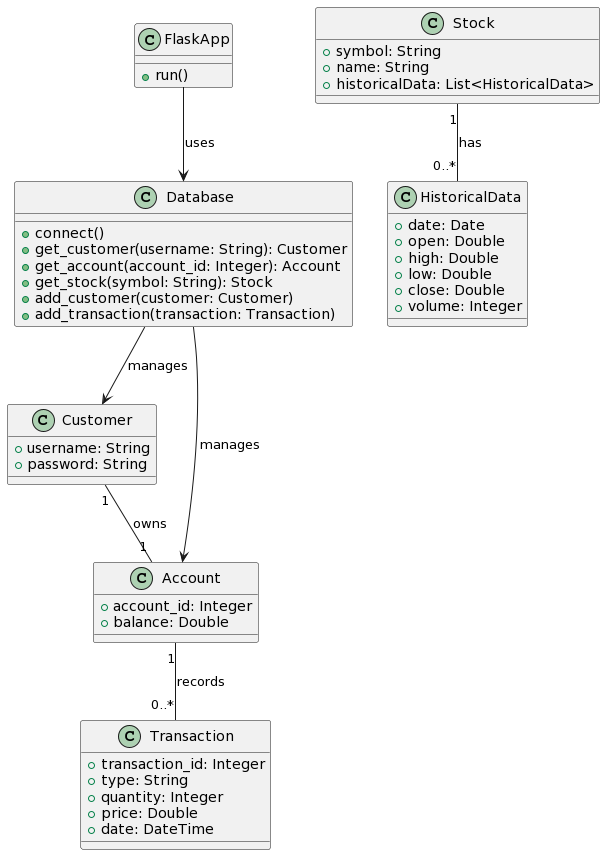 C FlaskApp
run()
C Stock
symbol: String
name: String
historicalData: List<HistoricalData>
uses
1
has
0..*
C Database
connect()
get_customer(username: String): Customer
get_account(account_id: Integer): Account
get_stock(symbol: String): Stock
add_customer(customer: Customer)
add_transaction(transaction: Transaction)
C HistoricalData
date: Date
open: Double
high: Double
low: Double
close: Double
volume: Integer
manages
manages
C Customer
username: String
password: String
1
owns
1
C Account
account_id: Integer
balance: Double
1
records
0..*
C Transaction
transaction_id: Integer
type: String
quantity: Integer
price: Double
date: DateTime